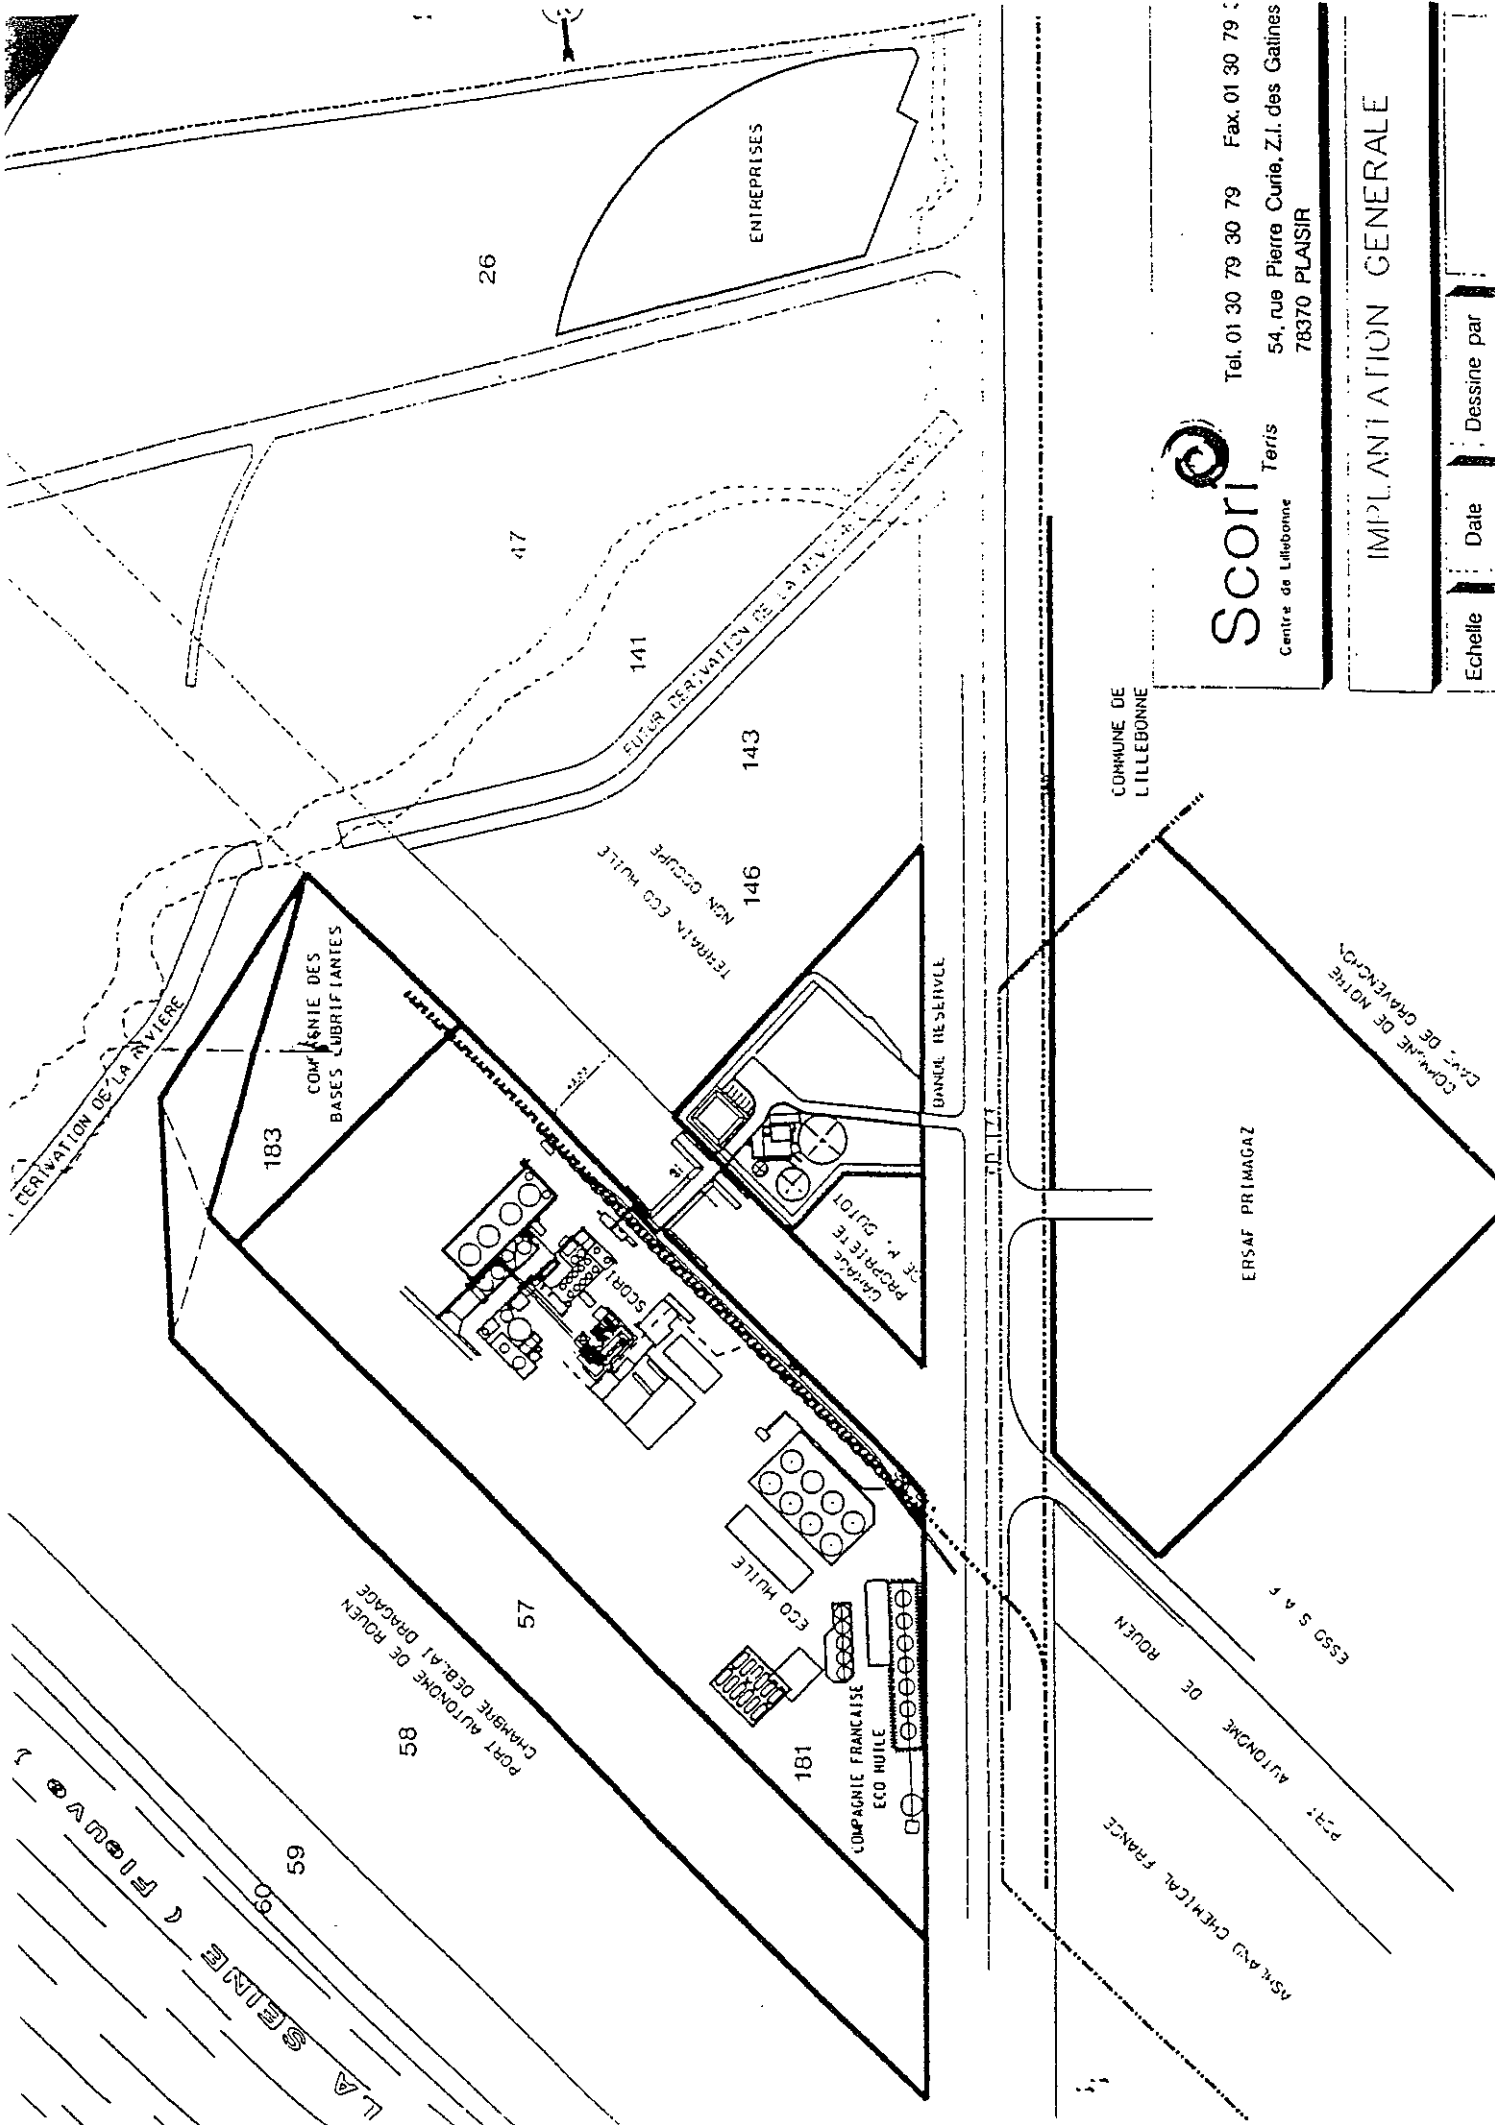 LA SEINE ( Fleuve )
60
59
58
57
PORT AUTONOME DE ROUEN
CHAMBRE DEBLAI DRAGAGE
DERIVATION DE LA RIVIERE
183
COMPAGNIE DES
BASES LUBRIFIANTES
SCORI
ECO HUILE
181
COMPAGNIE FRANCAISE
ECO HUILE
GARAGE
PROPRIETE
DE M. DUTOT
BANDE RESERVEE
TERRAIN ECO HUILE
NON OCCUPE
146
143
141
47
26
FUTUR DERIVATION DE LA
ENTREPRISES
COMMUNE DE
LILLEBONNE
COMMUNE DE NOTRE
DAME DE GRAVENCHON
ERSAF PRIMAGAZ
ESSO S A F
PORT AUTONOME DE ROUEN
ASHLAND CHEMICAL FRANCE
Scori
Teris
Centre de Lillebonne
Tel. 01 30 79 30 79 Fax. 01 30 79
54, rue Pierre Curie, Z.I. des Gatines
78370 PLAISIR
IMPLANTATION GENERALE
Echelle
Date
Dessine par